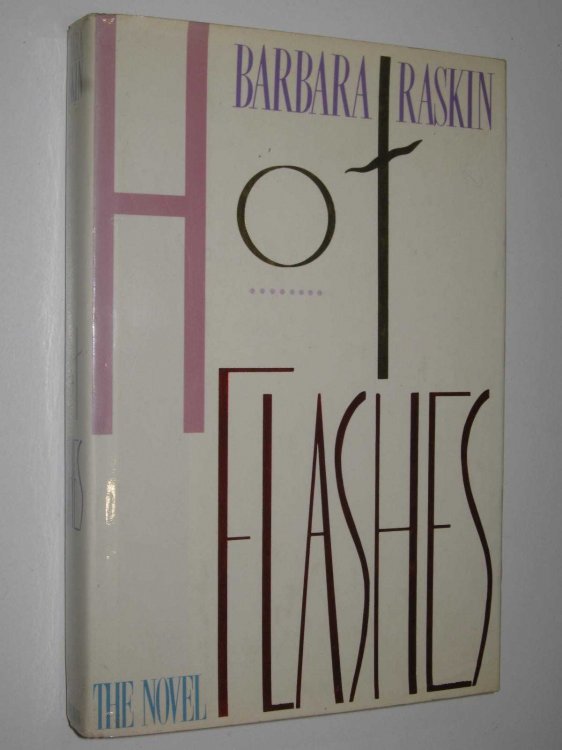 BARBARA RASKIN
Hot
FLASHES
THE NOVEL